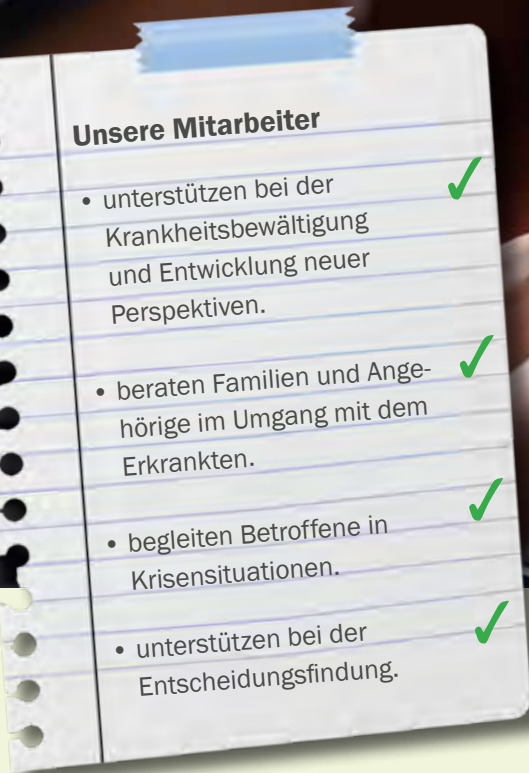 Unsere Mitarbeiter
• unterstützen bei der
Krankheitsbewältigung
und Entwicklung neuer
Perspektiven.
• beraten Familien und Ange-
hörige im Umgang mit dem
Erkrankten.
• begleiten Betroffene in
Krisensituationen.
• unterstützen bei der
Entscheidungsfindung.